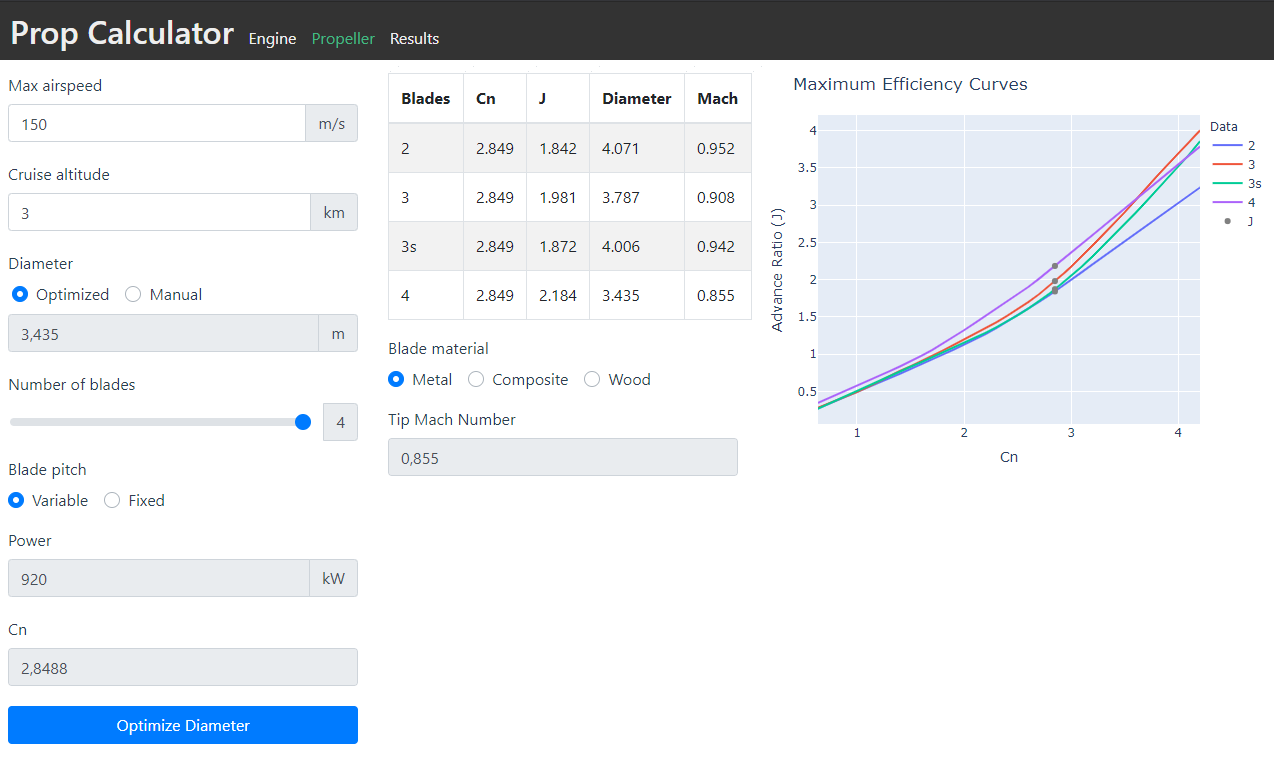 Prop Calculator Engine Propeller Results
Max airspeed
150 m/s
Cruise altitude
3 km
Diameter
Optimized Manual
3,435 m
Number of blades
4
Blade pitch
Variable Fixed
Power
920 kW
Cn
2,8488
Optimize Diameter
Blades Cn J Diameter Mach
2 2.849 1.842 4.071 0.952
3 2.849 1.981 3.787 0.908
3s 2.849 1.872 4.006 0.942
4 2.849 2.184 3.435 0.855
Blade material
Metal Composite Wood
Tip Mach Number
0,855
Maximum Efficiency Curves
Advance Ratio (J)
4
3.5
3
2.5
2
1.5
1
0.5
1 2 3 4
Cn
Data
2
3
3s
4
J